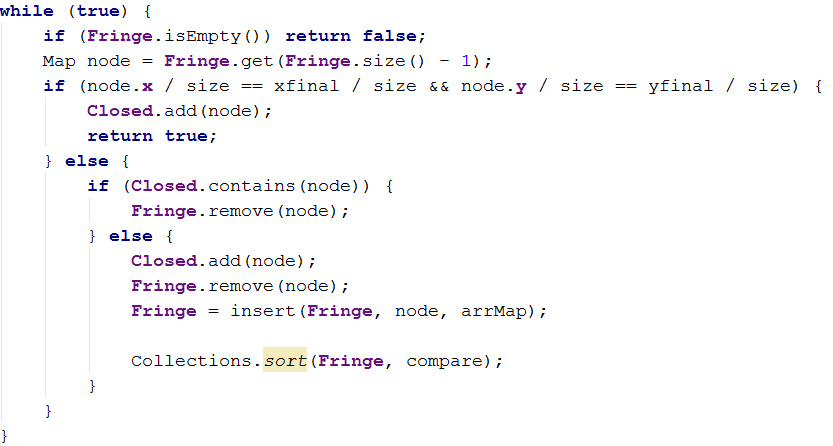 while (true) {
    if (Fringe.isEmpty()) return false;
    Map node = Fringe.get(Fringe.size() - 1);
    if (node.x / size == xfinal / size && node.y / size == yfinal / size) {
        Closed.add(node);
        return true;
    } else {
        if (Closed.contains(node)) {
            Fringe.remove(node);
        } else {
            Closed.add(node);
            Fringe.remove(node);
            Fringe = insert(Fringe, node, arrMap);

            Collections.sort(Fringe, compare);
        }
    }
}